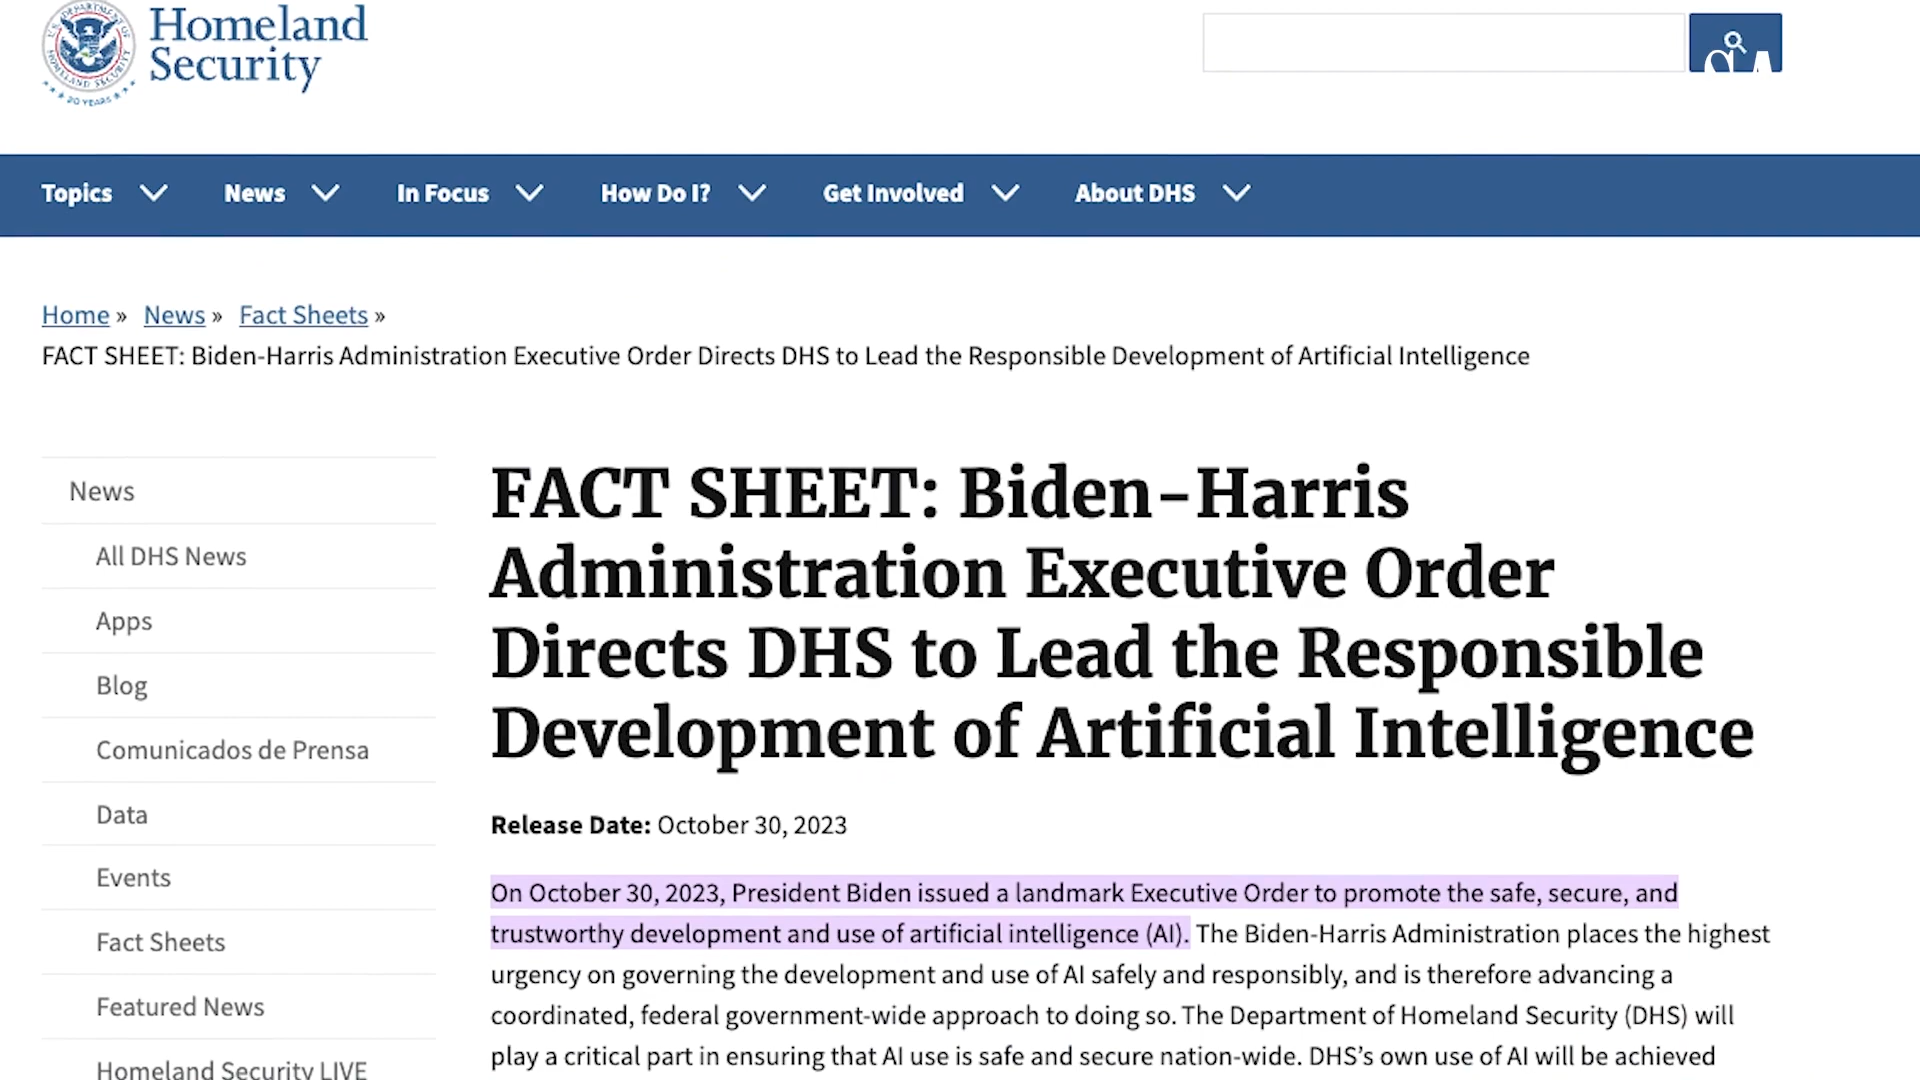 Homeland
Security
20 YEARS
Topics
News
In Focus
How Do I?
Get Involved
About DHS
Home » News » Fact Sheets »
FACT SHEET: Biden-Harris Administration Executive Order Directs DHS to Lead the Responsible Development of Artificial Intelligence
News
All DHS News
Apps
Blog
Comunicados de Prensa
Data
Events
Fact Sheets
Featured News
Homeland Security LIVE
FACT SHEET: Biden-Harris
Administration Executive Order
Directs DHS to Lead the Responsible
Development of Artificial Intelligence
Release Date: October 30, 2023
On October 30, 2023, President Biden issued a landmark Executive Order to promote the safe, secure, and
trustworthy development and use of artificial intelligence (AI). The Biden-Harris Administration places the highest
urgency on governing the development and use of AI safely and responsibly, and is therefore advancing a
coordinated, federal government-wide approach to doing so. The Department of Homeland Security (DHS) will
play a critical part in ensuring that AI use is safe and secure nation-wide. DHS’s own use of AI will be achieved